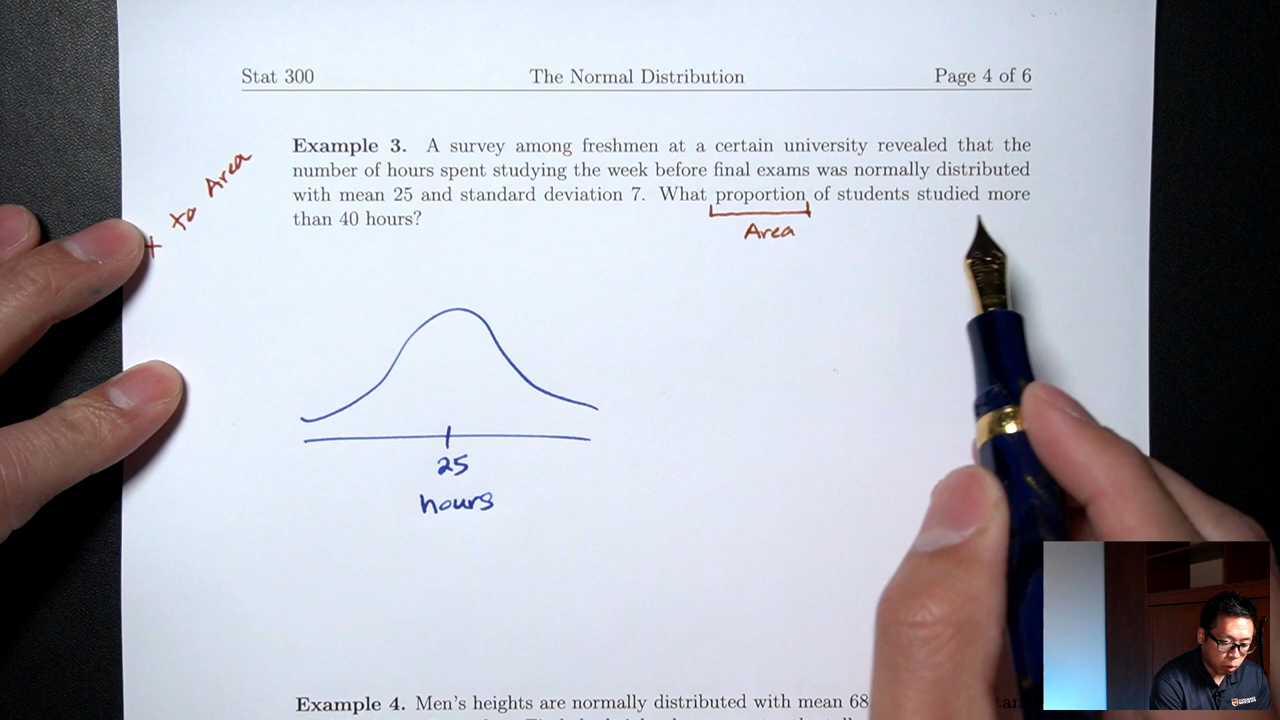 Stat 300 The Normal Distribution Page 4 of 6
Example 3. A survey among freshmen at a certain university revealed that the
number of hours spent studying the week before final exams was normally distributed
with mean 25 and standard deviation 7. What proportion of students studied more
than 40 hours?
Area
to Area
25
hours
Example 4. Men's heights are normally distributed with mean 68